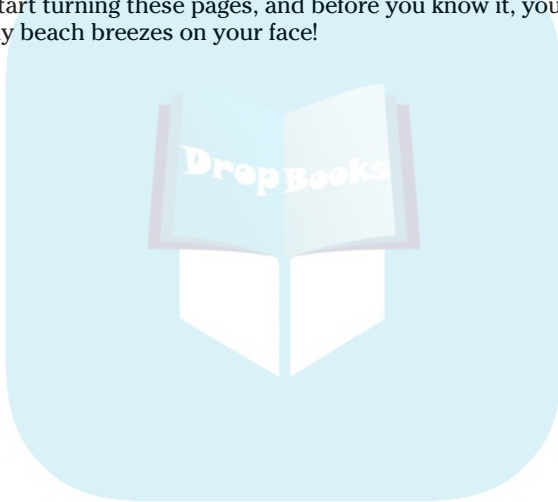 tart turning these pages, and before you know it, you
y beach breezes on your face!
DropBooks